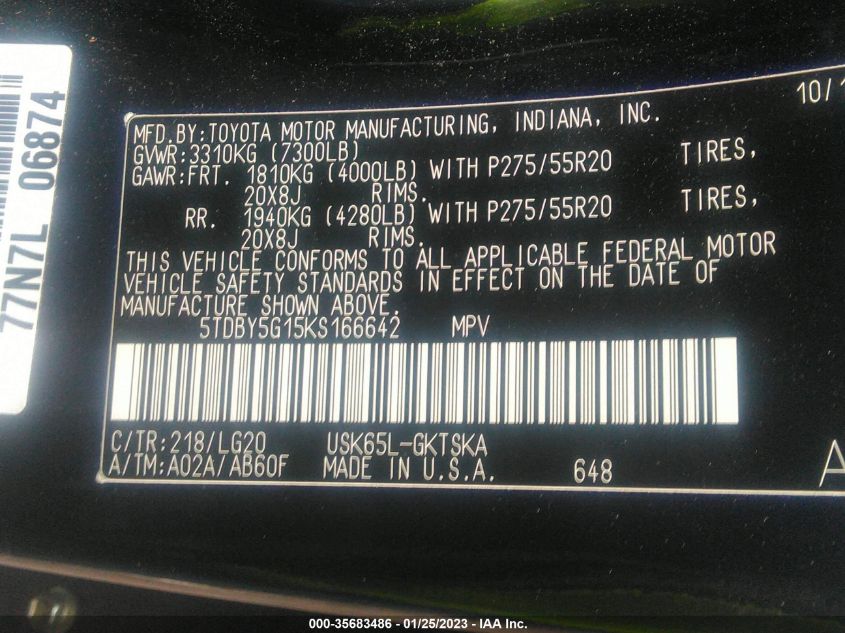 77N7L 06874
10/
MFD.BY:TOYOTA MOTOR MANUFACTURING, INDIANA, INC.
GVWR:3310KG (7300LB)
GAWR:FRT. 1810KG (4000LB) WITH P275/55R20 TIRES,
20X8J RIMS.
RR. 1940KG (4280LB) WITH P275/55R20 TIRES,
20X8J RIMS.
THIS VEHICLE CONFORMS TO ALL APPLICABLE FEDERAL MOTOR
VEHICLE SAFETY STANDARDS IN EFFECT ON THE DATE OF
MANUFACTURE SHOWN ABOVE.
5TDBY5G15KS166642 MPV
C/TR:218/LG20 USK65L-GKTSKA
A/TM:A02A/AB60F MADE IN U.S.A. 648
A
000-35683486 - 01/25/2023 - IAA Inc.